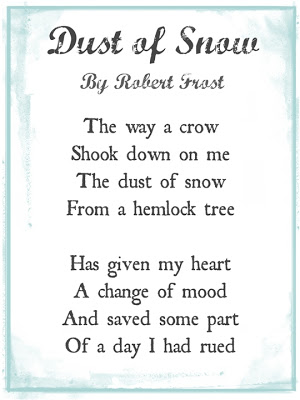 Dust of Snow
By Robert Frost
The way a crow
Shook down on me
The dust of snow
From a hemlock tree
Has given my heart
A change of mood
And saved some part
Of a day I had rued